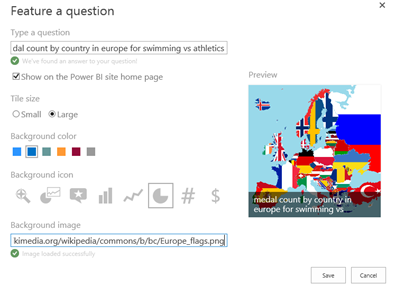 Feature a question
Type a question
dal count by country in europe for swimming vs athletics
We've found an answer to your question!
Show on the Power BI site home page
Tile size
Small Large
Background color
Background icon
# $
Background image
kimedia.org/wikipedia/commons/b/bc/Europe_flags.png
Image loaded successfully
Preview
medal count by country in
europe for swimming vs
Save Cancel